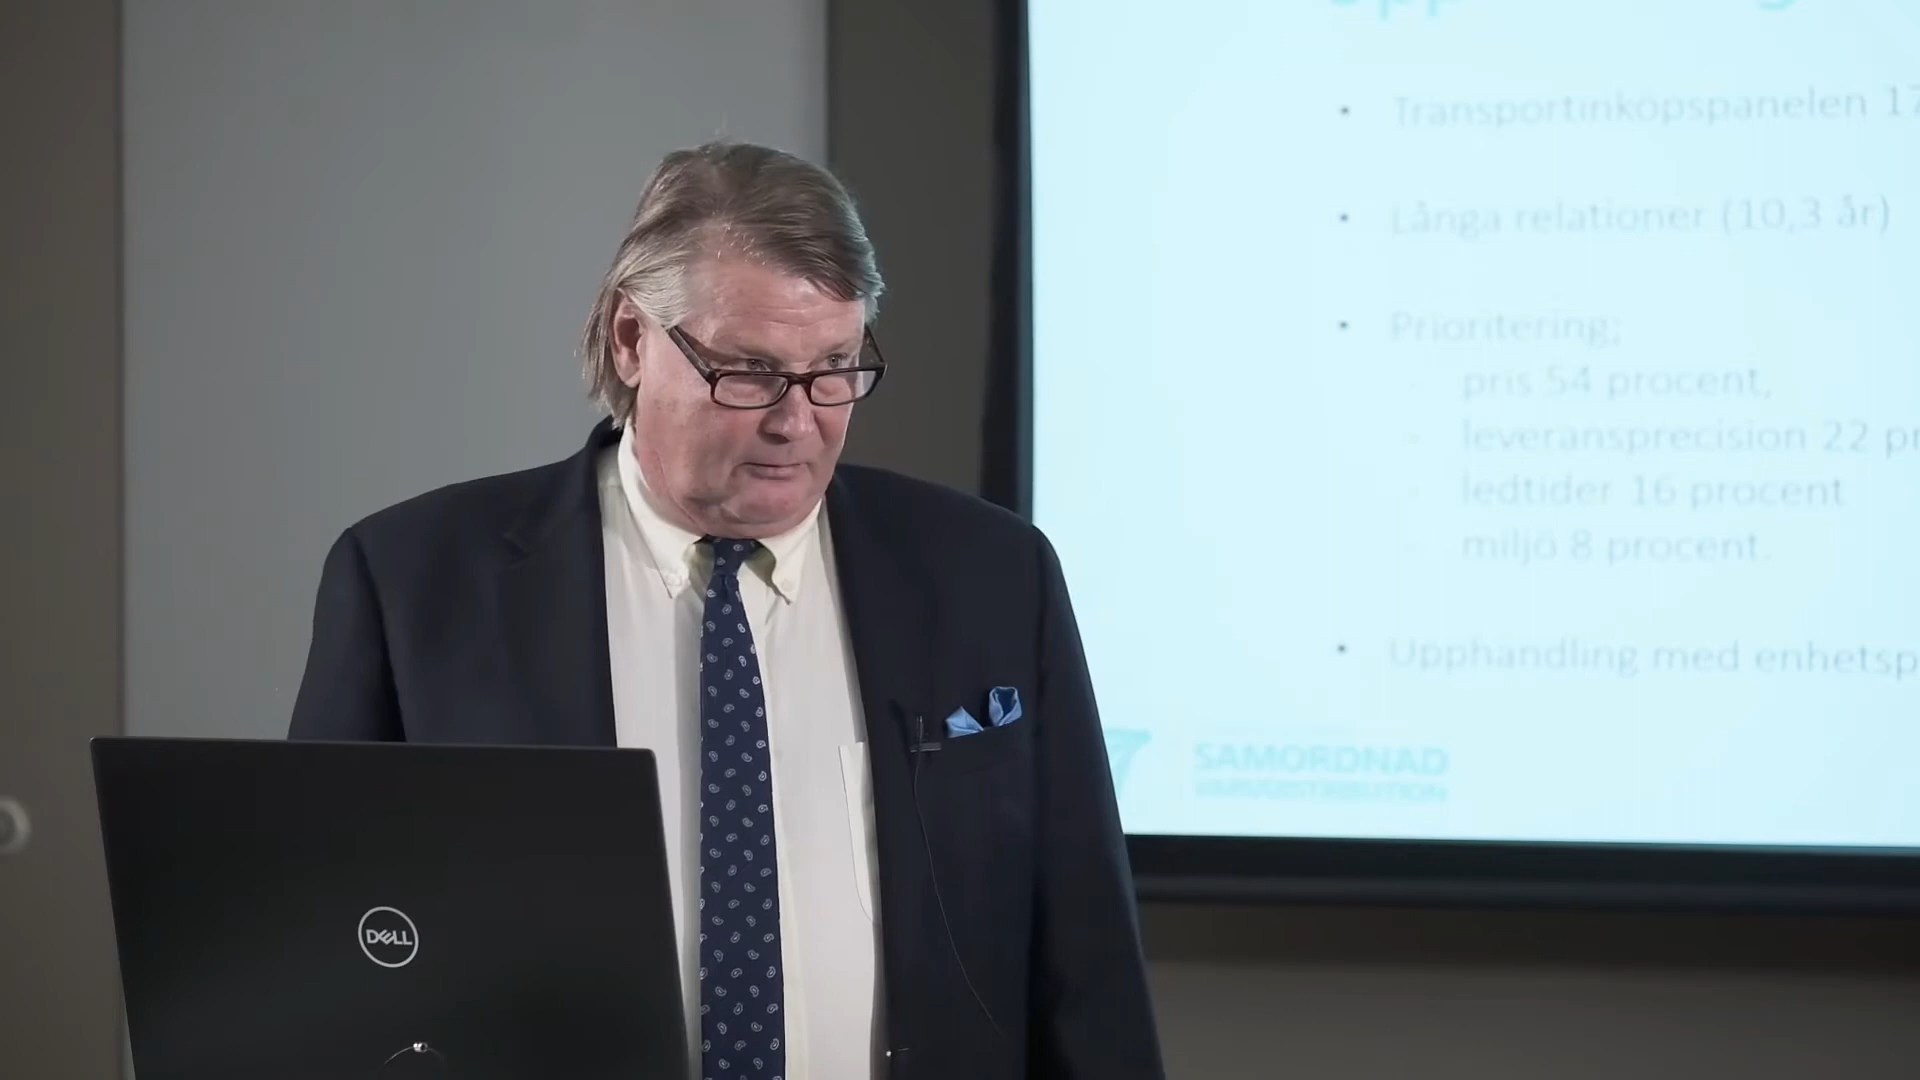 Transportinköpspanelen 17
Långa relationer (10,3 år)
Prioritering;
pris 54 procent,
leveransprecision 22 pr
ledtider 16 procent
miljö 8 procent.
Upphandling med enhetsp
SAMORDNAD
VARUDISTRIBUTION
DELL